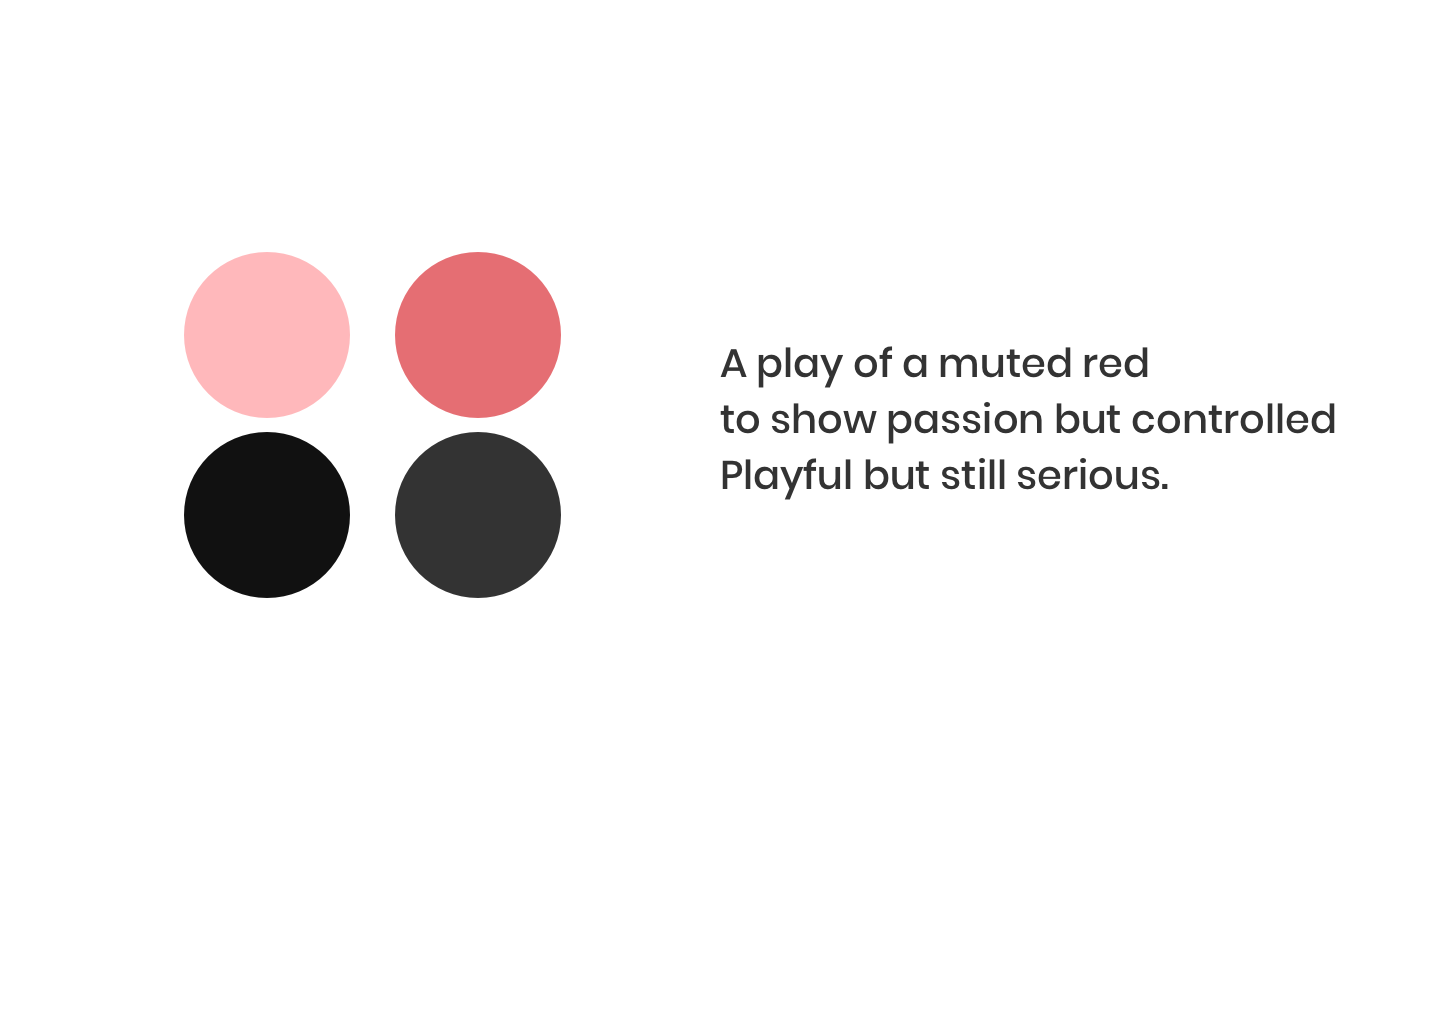 A play of a muted red
to show passion but controlled
Playful but still serious.